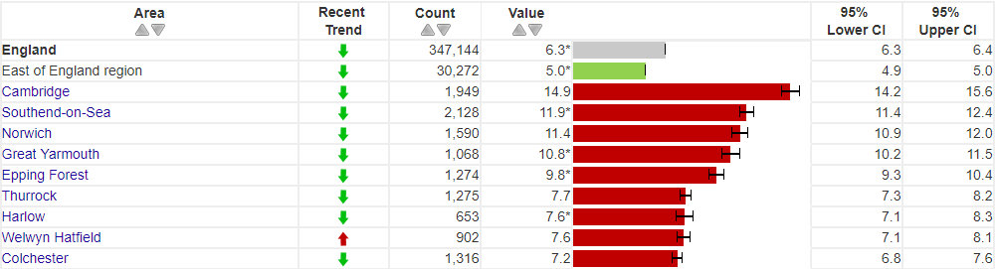 Area Recent Trend Count Value 95% Lower CI 95% Upper CI
England 347,144 6.3* 6.3 6.4
East of England region 30,272 5.0* 4.9 5.0
Cambridge 1,949 14.9 14.2 15.6
Southend-on-Sea 2,128 11.9* 11.4 12.4
Norwich 1,590 11.4 10.9 12.0
Great Yarmouth 1,068 10.8* 10.2 11.5
Epping Forest 1,274 9.8* 9.3 10.4
Thurrock 1,275 7.7 7.3 8.2
Harlow 653 7.6* 7.1 8.3
Welwyn Hatfield 902 7.6 7.1 8.1
Colchester 1,316 7.2 6.8 7.6